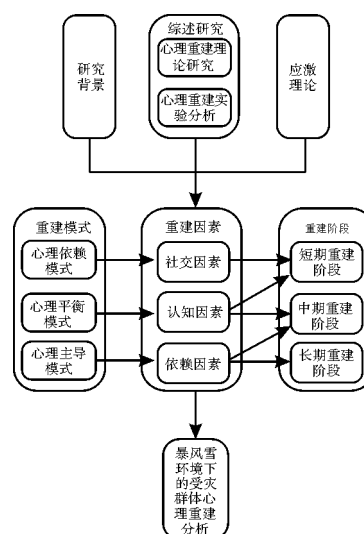 研究
背景
综述研究
心理重建理
论研究
心理重建实
验分析
应激
理论
重建模式
心理依赖
模式
心理平衡
模式
心理主导
模式
重建因素
社交因素
认知因素
依赖因素
重建阶段
短期重建
阶段
中期重建
阶段
长期重建
阶段
暴风雪
环境下
的受灾
群体心
理重建
分析